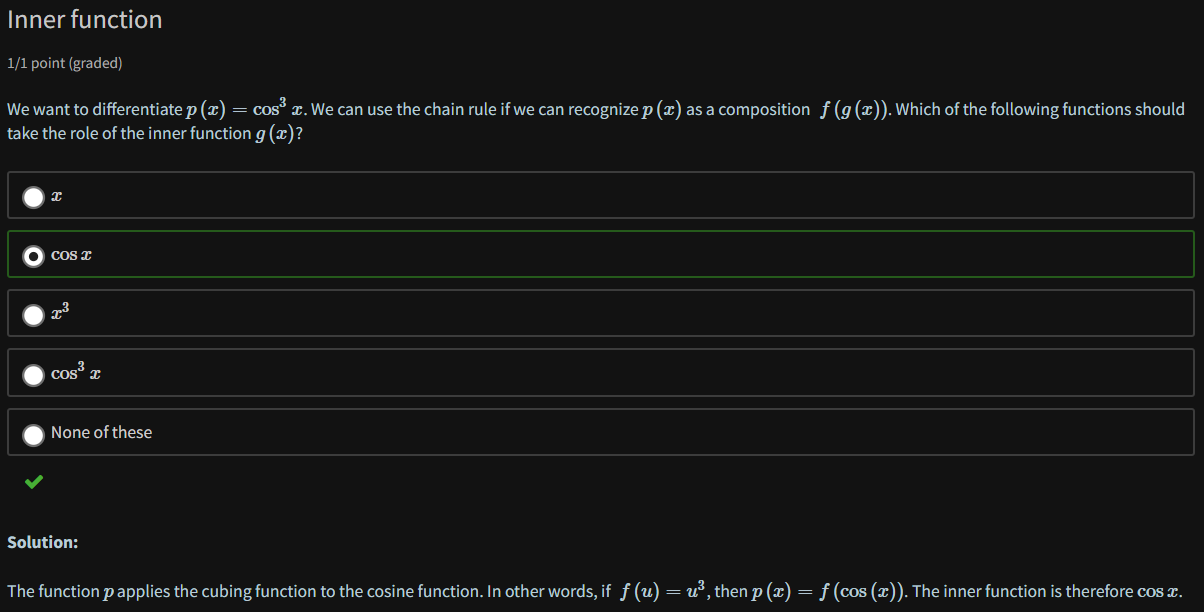 Inner function
1/1 point (graded)
We want to differentiate p (x) = cos³ x. We can use the chain rule if we can recognize p (x) as a composition f (g (x)). Which of the following functions should
take the role of the inner function g (x)?
x
cos x
x³
cos³ x
None of these
Solution:
The function p applies the cubing function to the cosine function. In other words, if f (u) = u³, then p (x) = f (cos (x)). The inner function is therefore cos x.